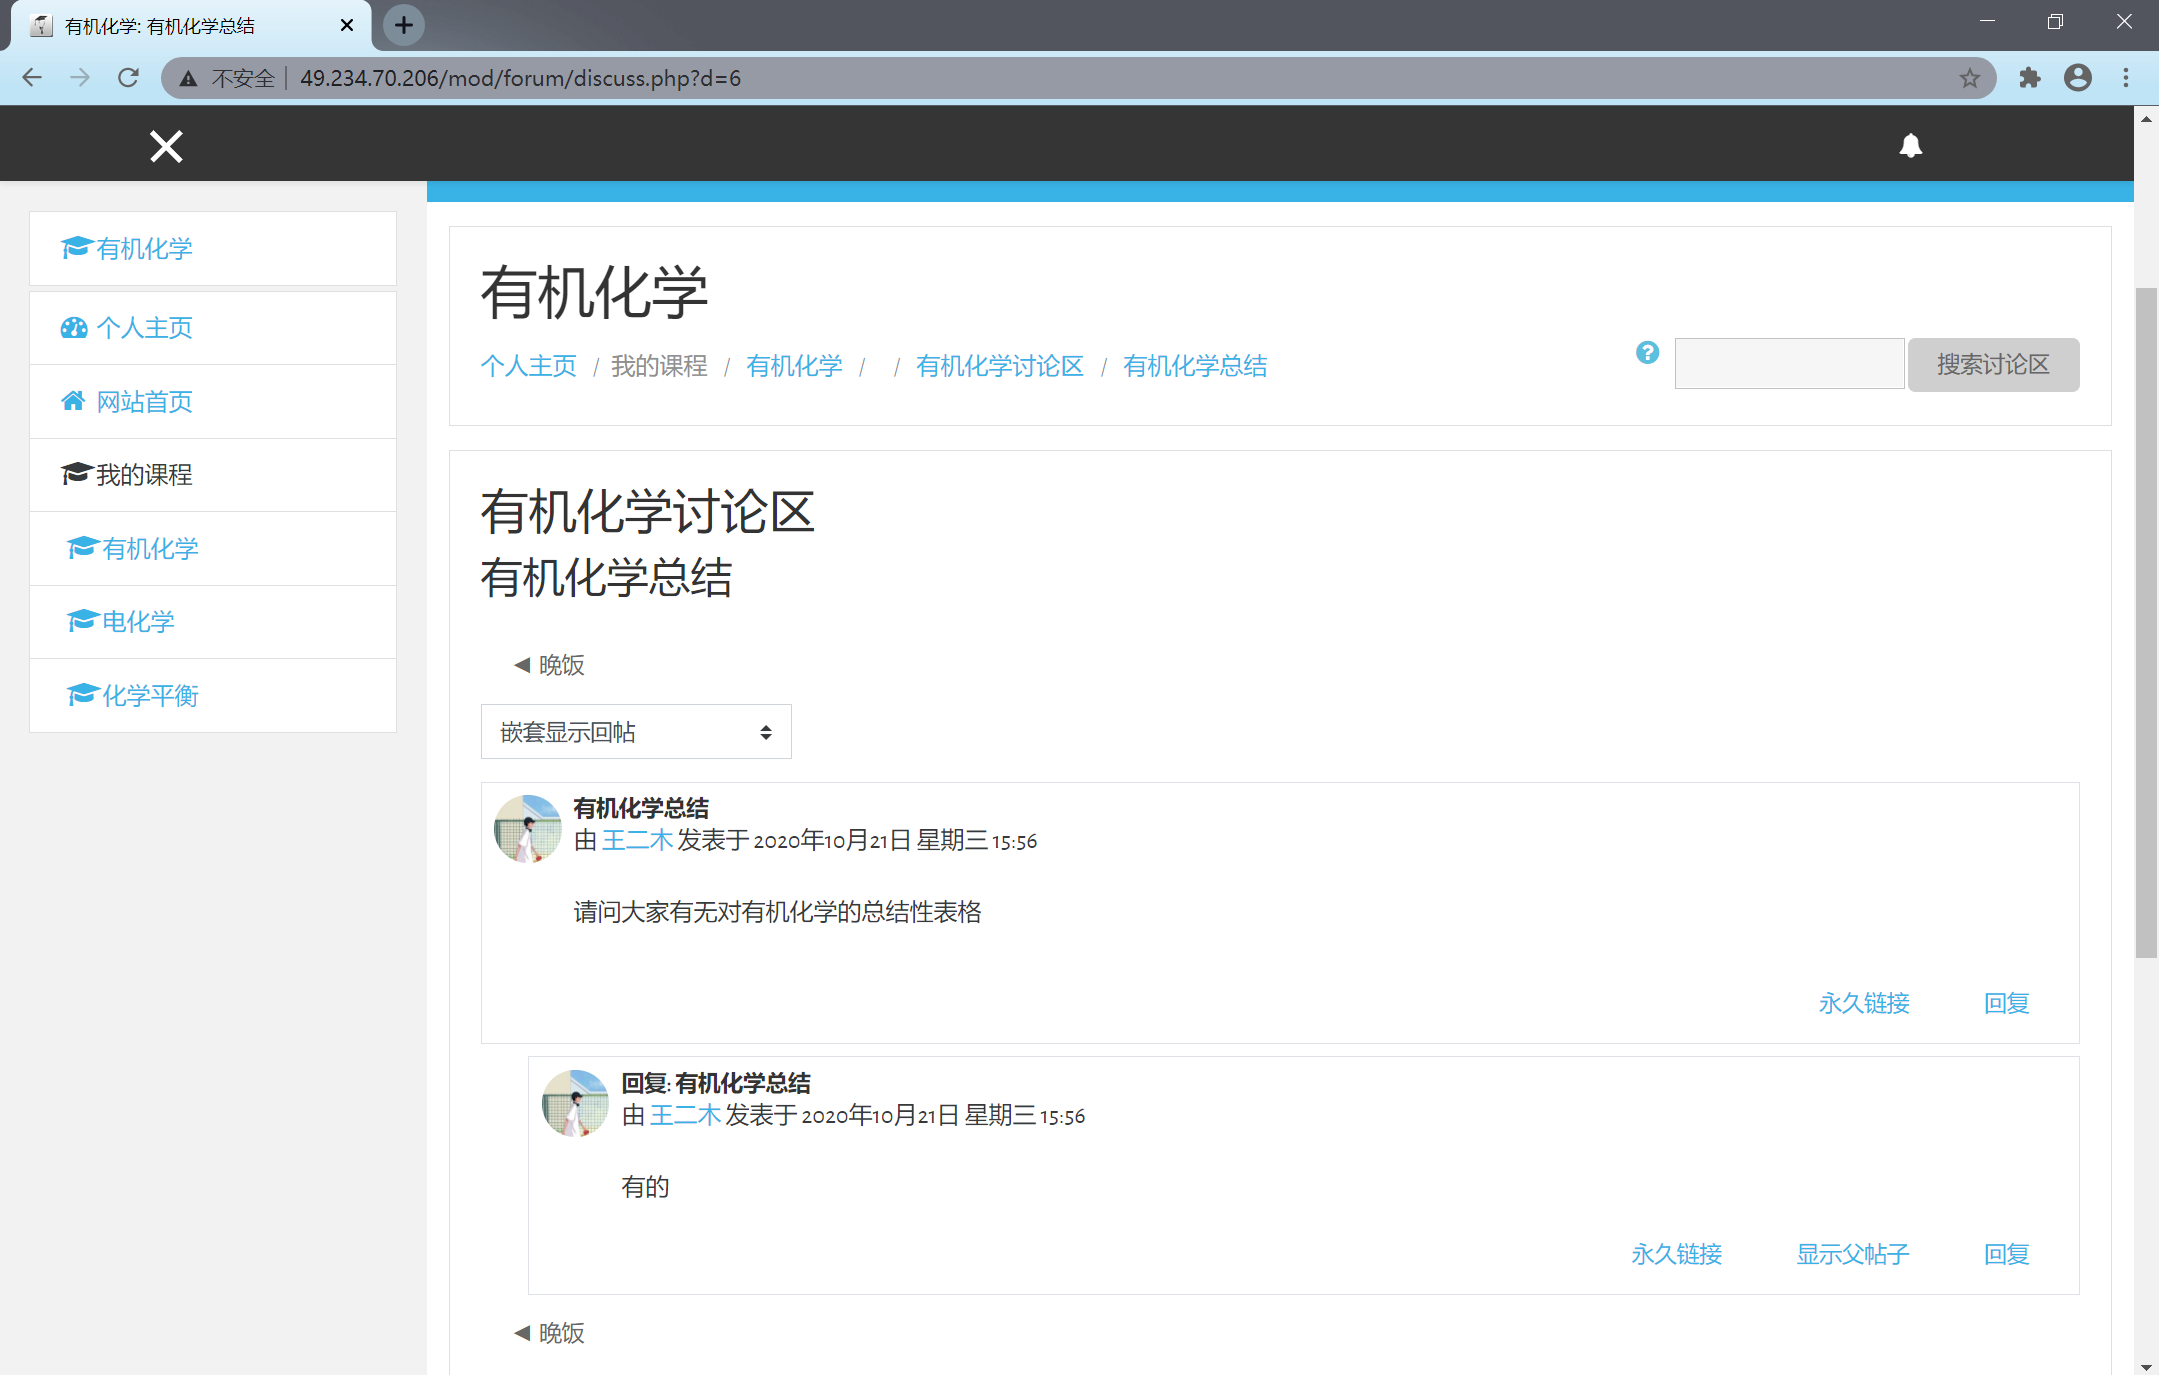 有机化学: 有机化学总结
不安全 | 49.234.70.206/mod/forum/discuss.php?d=6
有机化学
个人主页
网站首页
我的课程
有机化学
电化学
化学平衡
有机化学
个人主页 / 我的课程 / 有机化学 / / 有机化学讨论区 / 有机化学总结
搜索讨论区
有机化学讨论区
有机化学总结
◀ 晚饭
嵌套显示回帖
有机化学总结
由 王二木 发表于 2020年10月21日 星期三 15:56
请问大家有无对有机化学的总结性表格
永久链接 回复
回复: 有机化学总结
由 王二木 发表于 2020年10月21日 星期三 15:56
有的
永久链接 显示父帖子 回复
◀ 晚饭